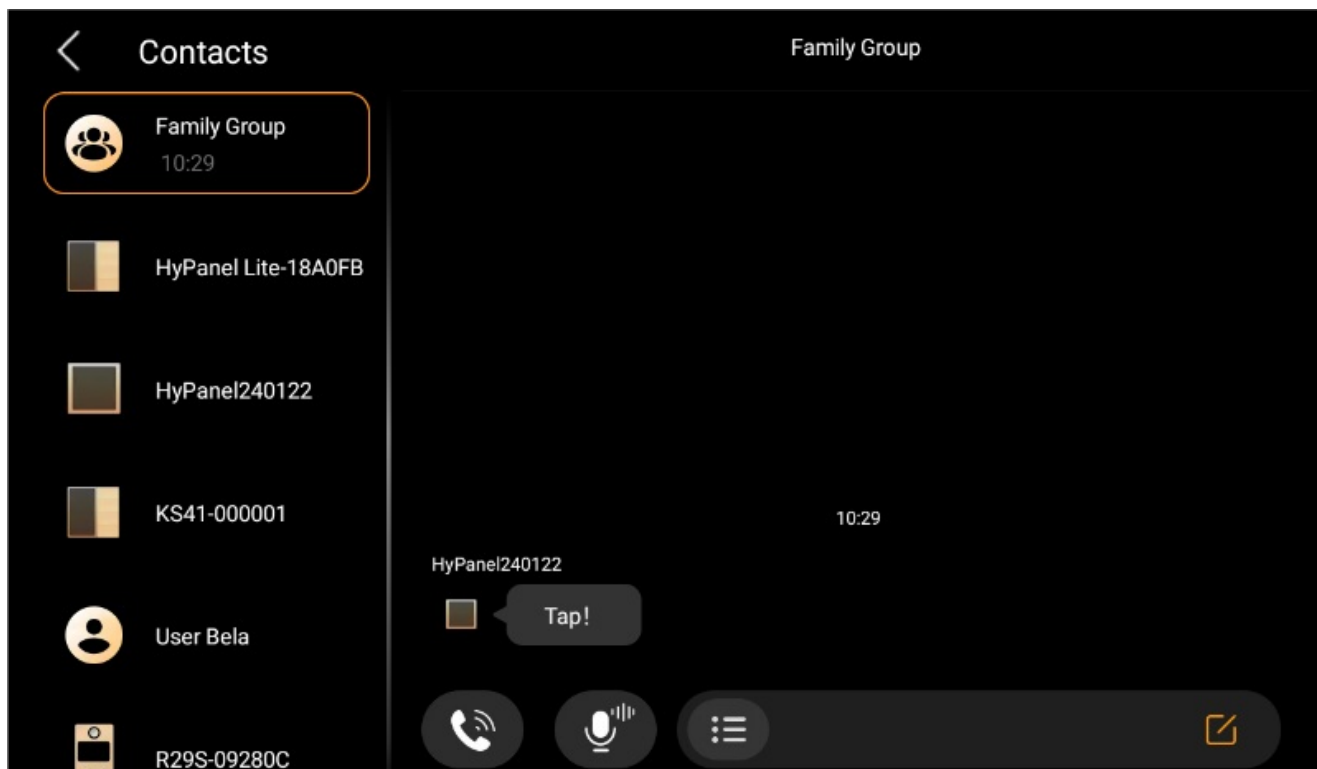 Contacts
Family Group
10:29
HyPanel Lite-18A0FB
HyPanel240122
KS41-000001
User Bela
R29S-09280C
Family Group
10:29
HyPanel240122
Tap!